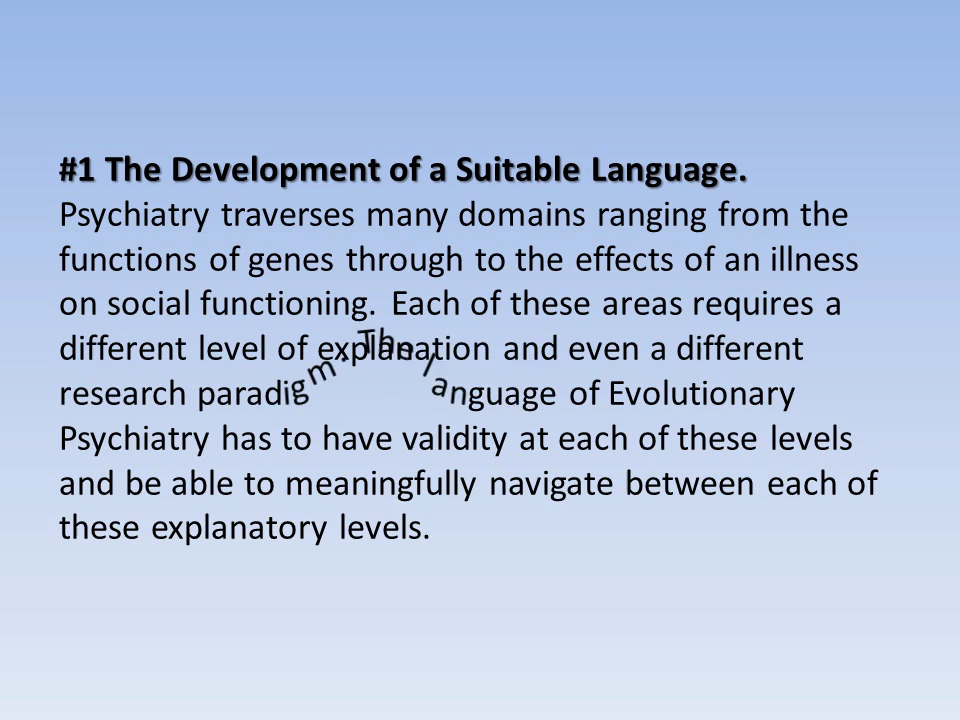 #1 The Development of a Suitable Language.
Psychiatry traverses many domains ranging from the
functions of genes through to the effects of an illness
on social functioning. Each of these areas requires a
different level of explanation and even a different
research paradigm. The language of Evolutionary
Psychiatry has to have validity at each of these levels
and be able to meaningfully navigate between each of
these explanatory levels.